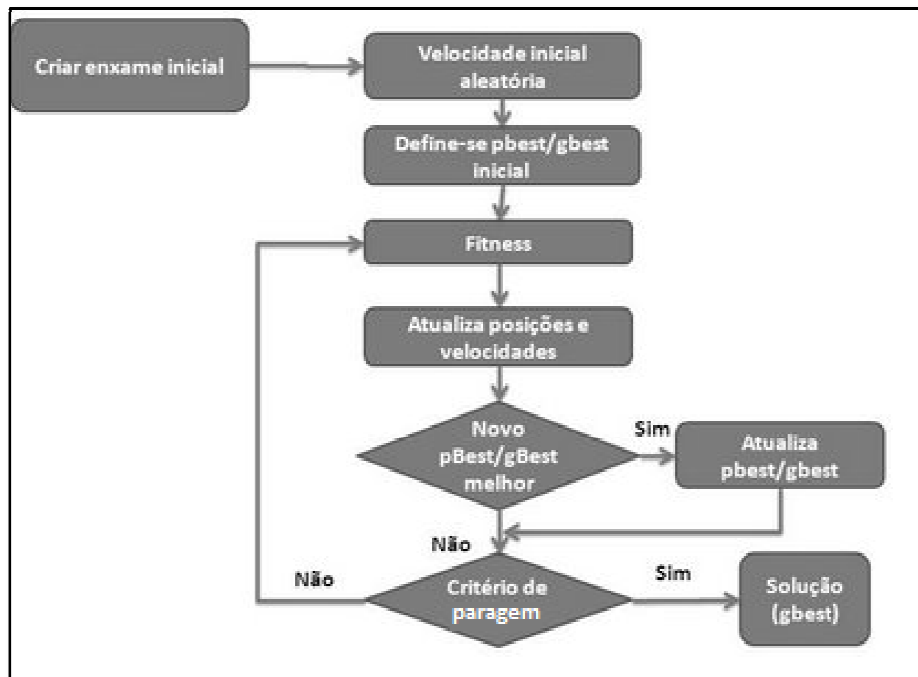 Criar enxame inicial
Velocidade inicial
aleatória
Define-se pbest/gbest
inicial
Fitness
Atualiza posições e
velocidades
Novo
pBest/gBest
melhor
Sim
Atualiza
pbest/gbest
Não
Não
Critério de
paragem
Sim
Solução
(gbest)